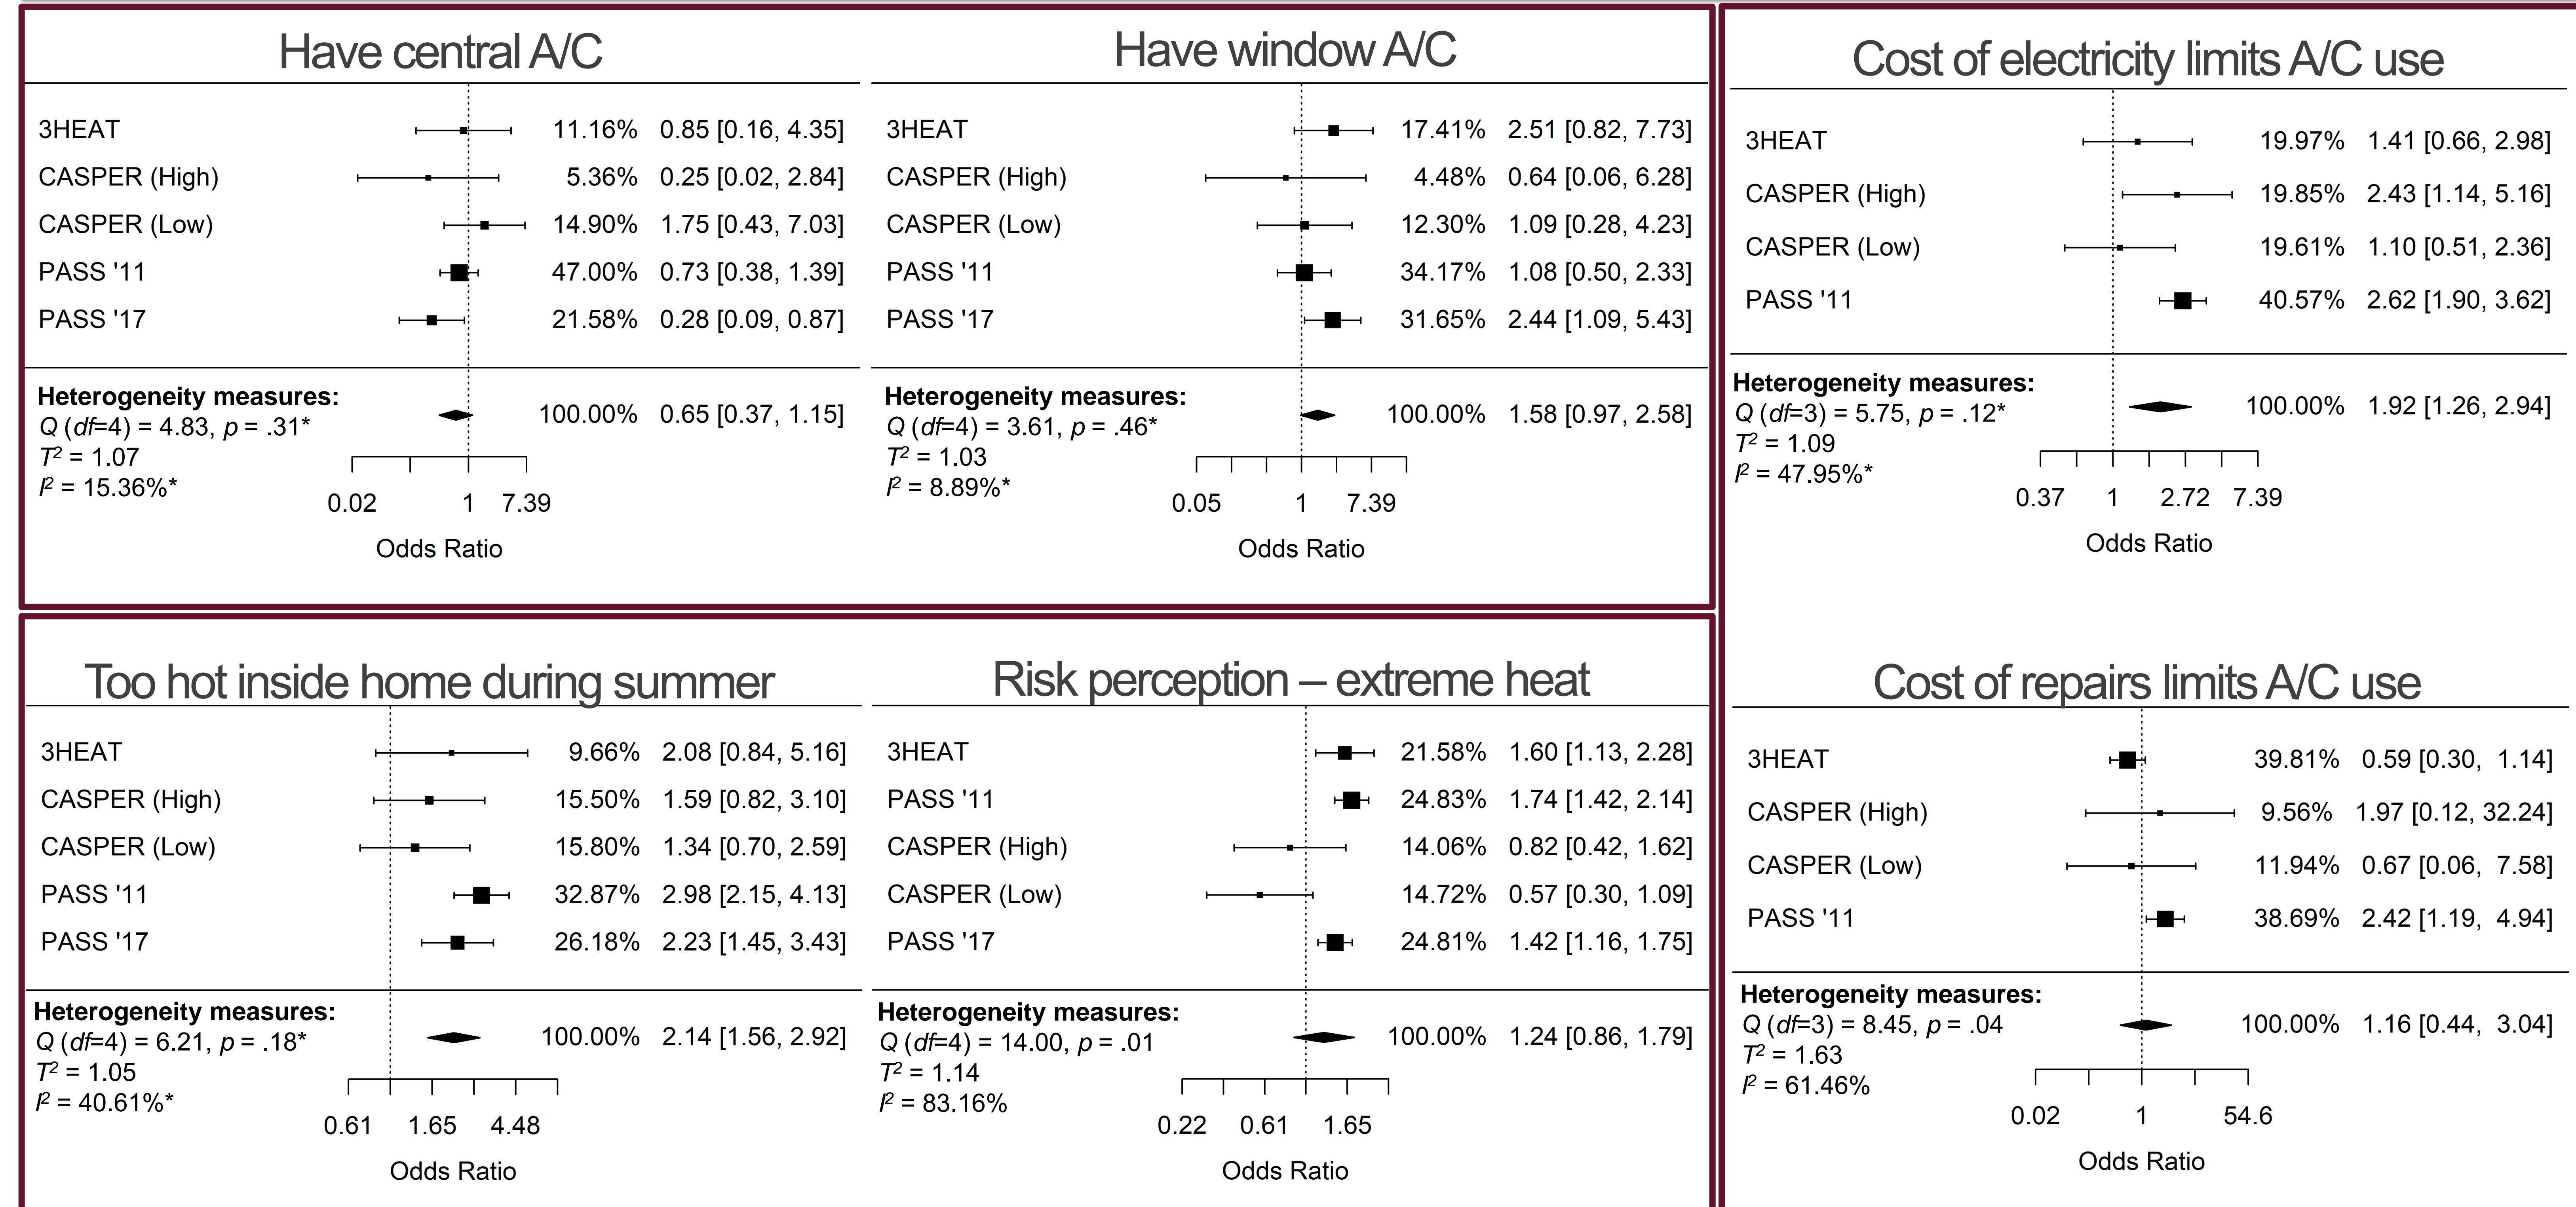 Have central A/C
3HEAT 11.16% 0.85 [0.16, 4.35]
CASPER (High) 5.36% 0.25 [0.02, 2.84]
CASPER (Low) 14.90% 1.75 [0.43, 7.03]
PASS '11 47.00% 0.73 [0.38, 1.39]
PASS '17 21.58% 0.28 [0.09, 0.87]
Heterogeneity measures:
100.00% 0.65 [0.37, 1.15]
Q (df=4) = 4.83, p = .31*
T² = 1.07
I² = 15.36%*
0.02 1 7.39
Odds Ratio
Have window A/C
3HEAT 17.41% 2.51 [0.82, 7.73]
CASPER (High) 4.48% 0.64 [0.06, 6.28]
CASPER (Low) 12.30% 1.09 [0.28, 4.23]
PASS '11 34.17% 1.08 [0.50, 2.33]
PASS '17 31.65% 2.44 [1.09, 5.43]
Heterogeneity measures:
100.00% 1.58 [0.97, 2.58]
Q (df=4) = 3.61, p = .46*
T² = 1.03
I² = 8.89%*
0.05 1 7.39
Odds Ratio
Cost of electricity limits A/C use
3HEAT 19.97% 1.41 [0.66, 2.98]
CASPER (High) 19.85% 2.43 [1.14, 5.16]
CASPER (Low) 19.61% 1.10 [0.51, 2.36]
PASS '11 40.57% 2.62 [1.90, 3.62]
Heterogeneity measures:
100.00% 1.92 [1.26, 2.94]
Q (df=3) = 5.75, p = .12*
T² = 1.09
I² = 47.95%*
0.37 1 2.72 7.39
Odds Ratio
Too hot inside home during summer
3HEAT 9.66% 2.08 [0.84, 5.16]
CASPER (High) 15.50% 1.59 [0.82, 3.10]
CASPER (Low) 15.80% 1.34 [0.70, 2.59]
PASS '11 32.87% 2.98 [2.15, 4.13]
PASS '17 26.18% 2.23 [1.45, 3.43]
Heterogeneity measures:
100.00% 2.14 [1.56, 2.92]
Q (df=4) = 6.21, p = .18*
T² = 1.05
I² = 40.61%*
0.61 1.65 4.48
Odds Ratio
Risk perception – extreme heat
3HEAT 21.58% 1.60 [1.13, 2.28]
PASS '11 24.83% 1.74 [1.42, 2.14]
CASPER (High) 14.06% 0.82 [0.42, 1.62]
CASPER (Low) 14.72% 0.57 [0.30, 1.09]
PASS '17 24.81% 1.42 [1.16, 1.75]
Heterogeneity measures:
100.00% 1.24 [0.86, 1.79]
Q (df=4) = 14.00, p = .01
T² = 1.14
I² = 83.16%
0.22 0.61 1.65
Odds Ratio
Cost of repairs limits A/C use
3HEAT 39.81% 0.59 [0.30, 1.14]
CASPER (High) 9.56% 1.97 [0.12, 32.24]
CASPER (Low) 11.94% 0.67 [0.06, 7.58]
PASS '11 38.69% 2.42 [1.19, 4.94]
Heterogeneity measures:
100.00% 1.16 [0.44, 3.04]
Q (df=3) = 8.45, p = .04
T² = 1.63
I² = 61.46%
0.02 1 54.6
Odds Ratio